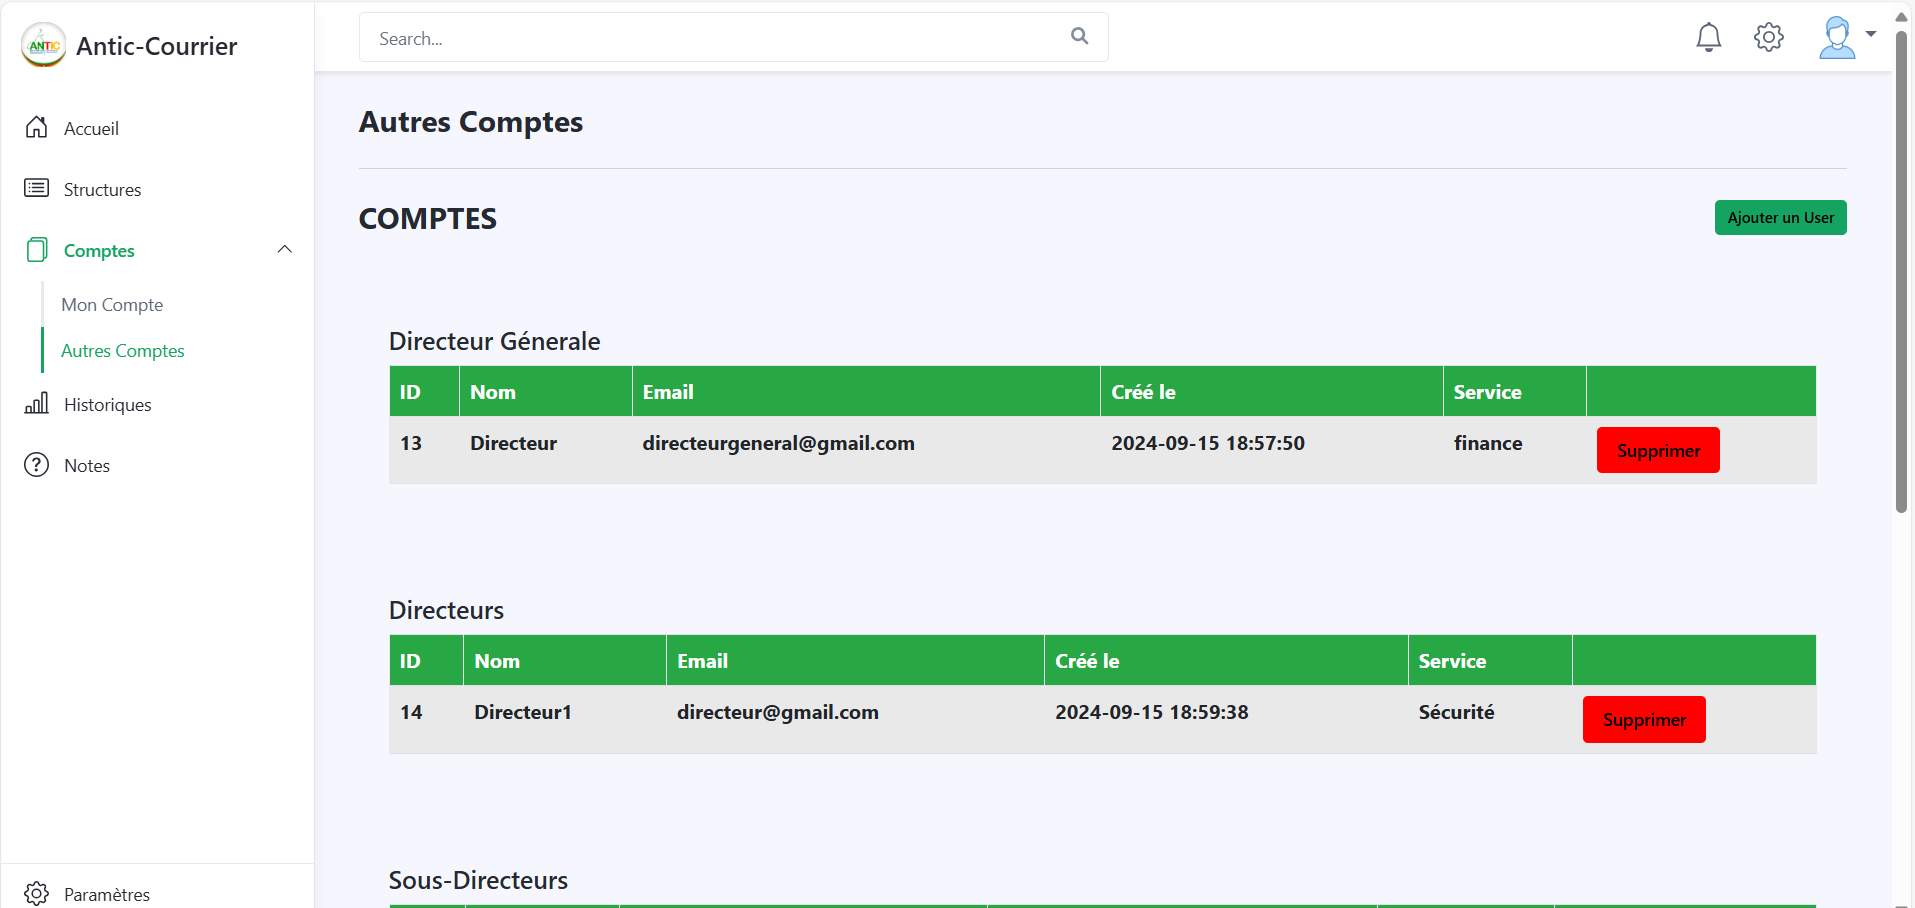 ANTIC
Antic-Courrier
Search...
Accueil
Structures
Comptes
Mon Compte
Autres Comptes
Historiques
Notes
Paramètres
Autres Comptes
COMPTES
Ajouter un User
Directeur Génerale
ID Nom Email Créé le Service
13 Directeur directeurgeneral@gmail.com 2024-09-15 18:57:50 finance Supprimer
Directeurs
ID Nom Email Créé le Service
14 Directeur1 directeur@gmail.com 2024-09-15 18:59:38 Sécurité Supprimer
Sous-Directeurs